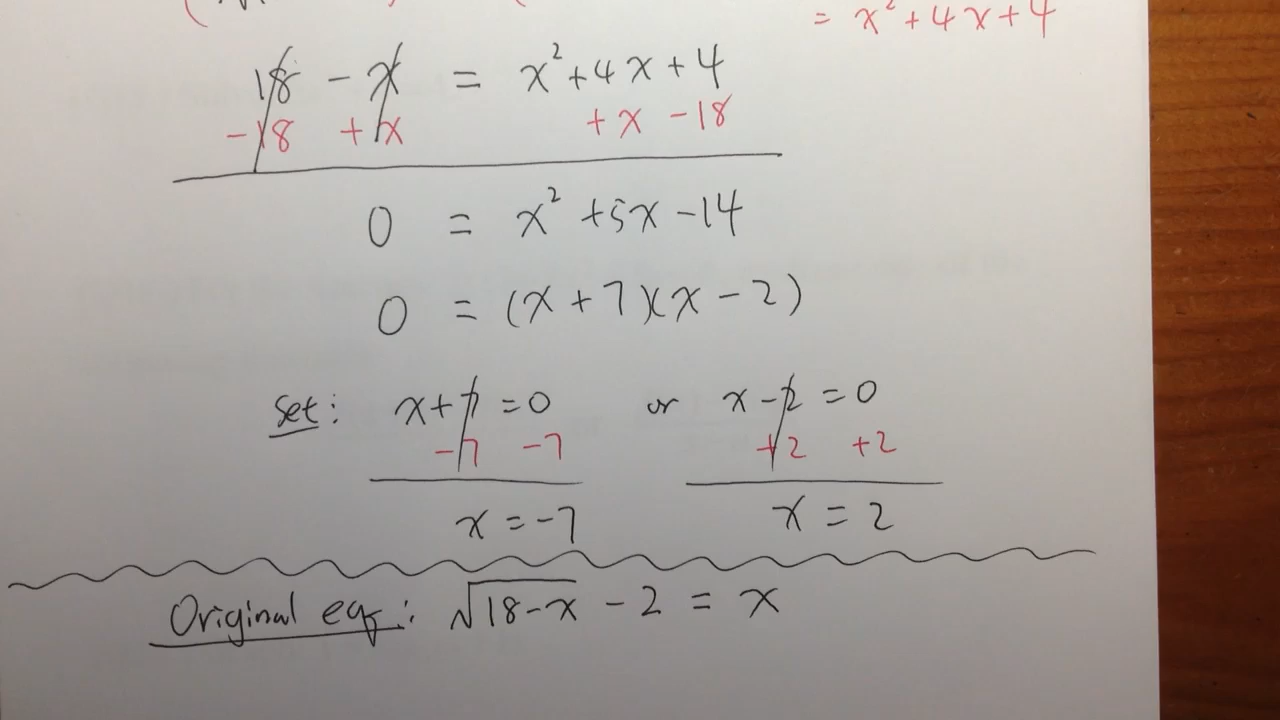 = x²+4x+4
18 - x = x²+4x+4
-18 +x +x -18
0 = x²+5x-14
0 = (x+7)(x-2)
Set: x+7=0 or x-2=0
-7 -7 +2 +2
x=-7 x=2
Original eq: √18-x - 2 = x